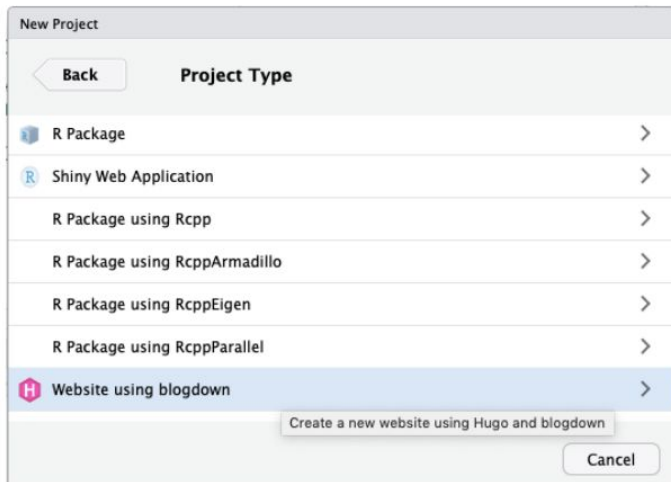 New Project
Back
Project Type
R Package
R Shiny Web Application
R Package using Rcpp
R Package using RcppArmadillo
R Package using RcppEigen
R Package using RcppParallel
H Website using blogdown
Create a new website using Hugo and blogdown
Cancel